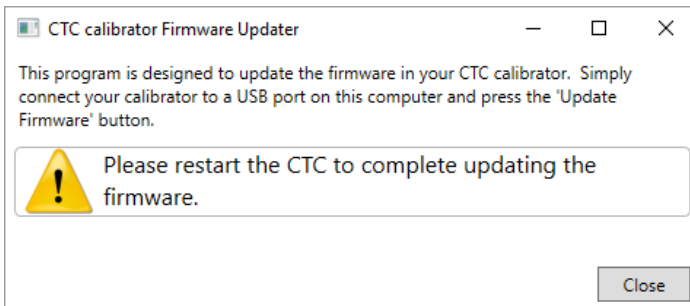 CTC calibrator Firmware Updater
This program is designed to update the firmware in your CTC calibrator.  Simply
connect your calibrator to a USB port on this computer and press the 'Update
Firmware' button.
Please restart the CTC to complete updating the
firmware.
Close